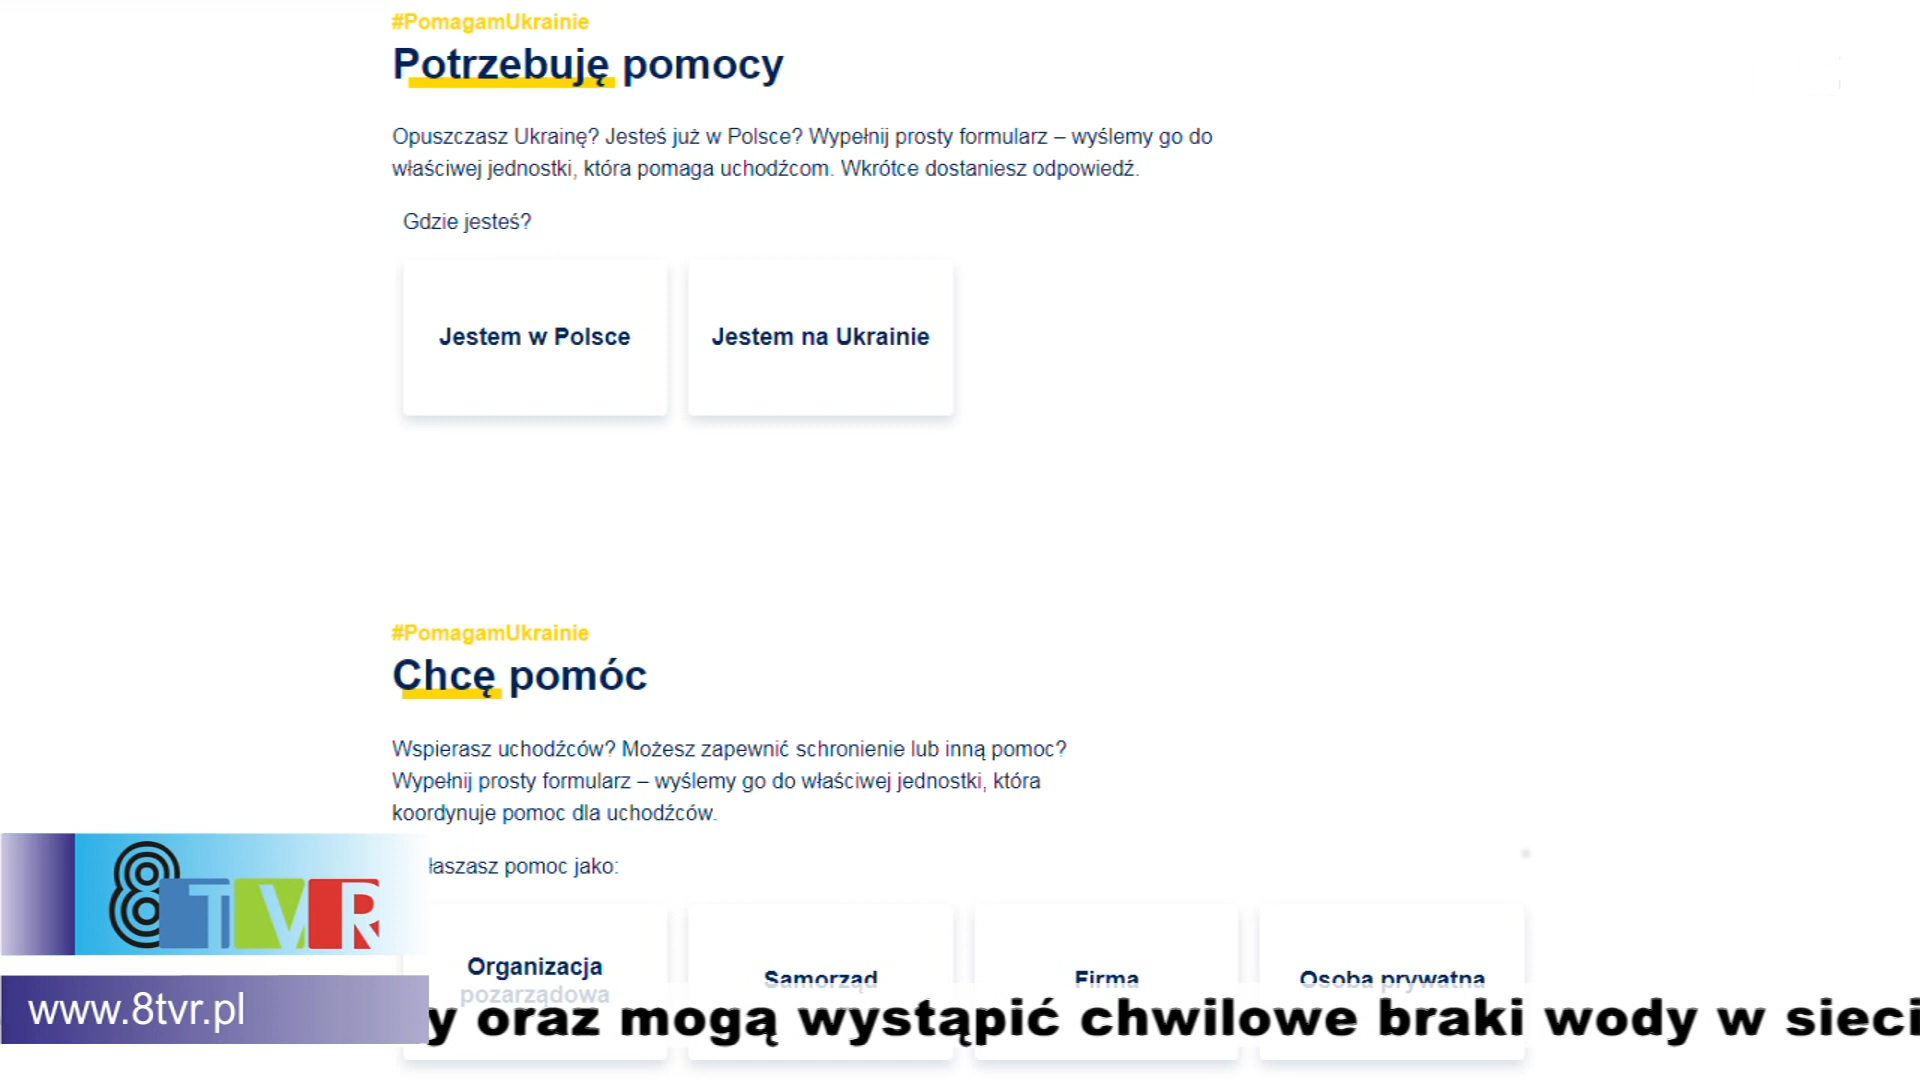 #PomagamUkrainie
Potrzebuję pomocy
Opuszczasz Ukrainę? Jesteś już w Polsce? Wypełnij prosty formularz – wyślemy go do
właściwej jednostki, która pomaga uchodźcom. Wkrótce dostaniesz odpowiedź.
Gdzie jesteś?
Jestem w Polsce
Jestem na Ukrainie
#PomagamUkrainie
Chcę pomóc
Wspierasz uchodźców? Możesz zapewnić schronienie lub inną pomoc?
Wypełnij prosty formularz – wyślemy go do właściwej jednostki, która
koordynuje pomoc dla uchodźców.
łaszasz pomoc jako:
Organizacja
pozarządowa
Samorząd
Firma
Osoba prywatna
8TVR
www.8tvr.pl
y oraz mogą wystąpić chwilowe braki wody w sieci